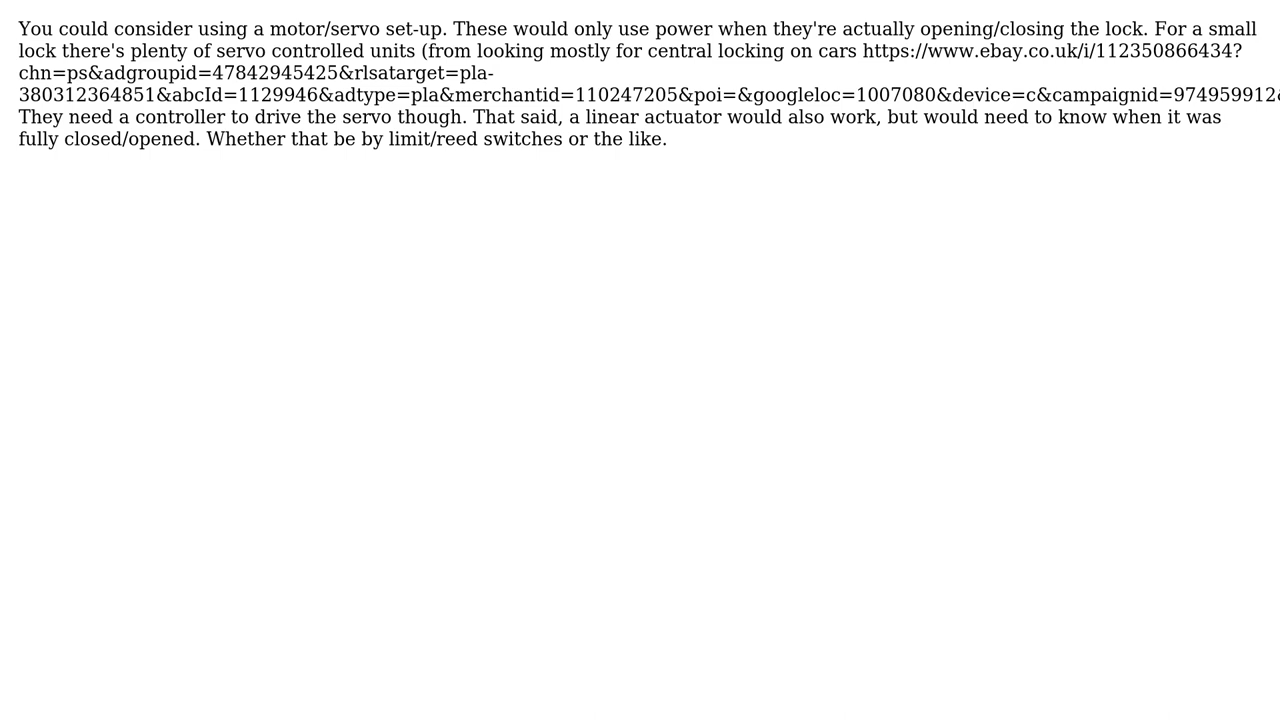 You could consider using a motor/servo set-up. These would only use power when they're actually opening/closing the lock. For a small
lock there's plenty of servo controlled units (from looking mostly for central locking on cars https://www.ebay.co.uk/i/112350866434?
chn=ps&adgroupid=47842945425&rlsatarget=pla-
380312364851&abcId=1129946&adtype=pla&merchantid=110247205&poi=&googleloc=1007080&device=c&campaignid=974959912&
They need a controller to drive the servo though. That said, a linear actuator would also work, but would need to know when it was
fully closed/opened. Whether that be by limit/reed switches or the like.